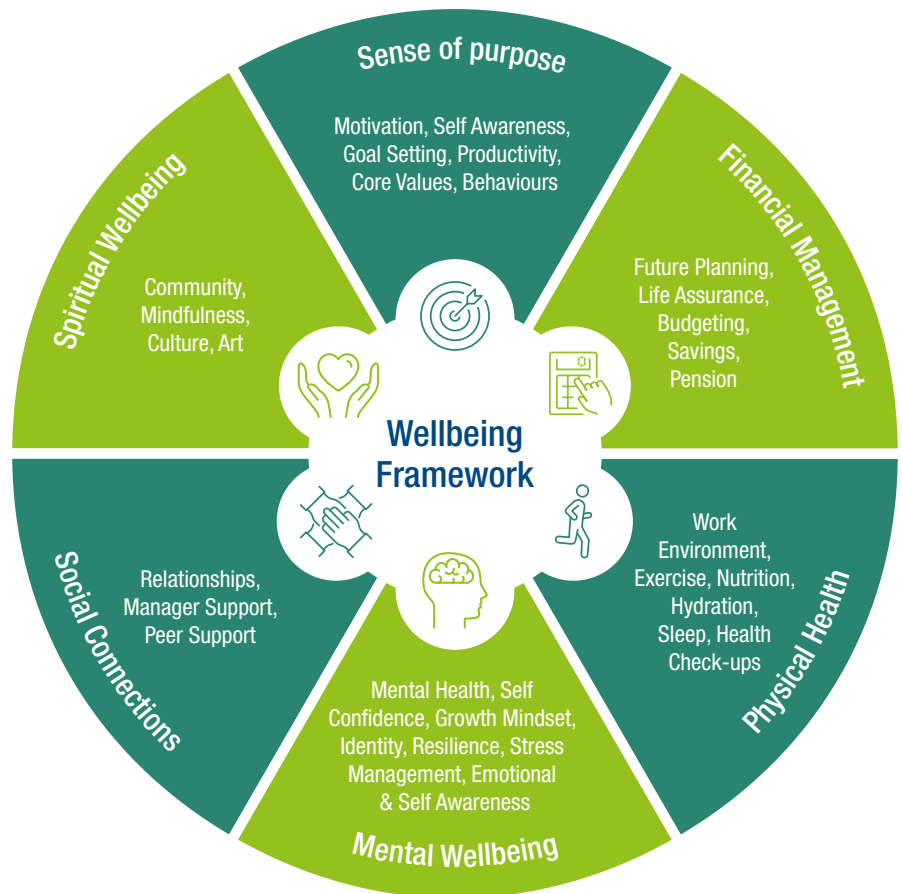 Sense of purpose
Motivation, Self Awareness,
Goal Setting, Productivity,
Core Values, Behaviours
Financial Management
Future Planning,
Life Assurance,
Budgeting,
Savings,
Pension
Physical Health
Work
Environment,
Exercise, Nutrition,
Hydration,
Sleep, Health
Check-ups
Mental Health, Self
Confidence, Growth Mindset,
Identity, Resilience, Stress
Management, Emotional
& Self Awareness
Mental Wellbeing
Social Connections
Relationships,
Manager Support,
Peer Support
Spiritual Wellbeing
Community,
Mindfulness,
Culture, Art
Wellbeing
Framework
0